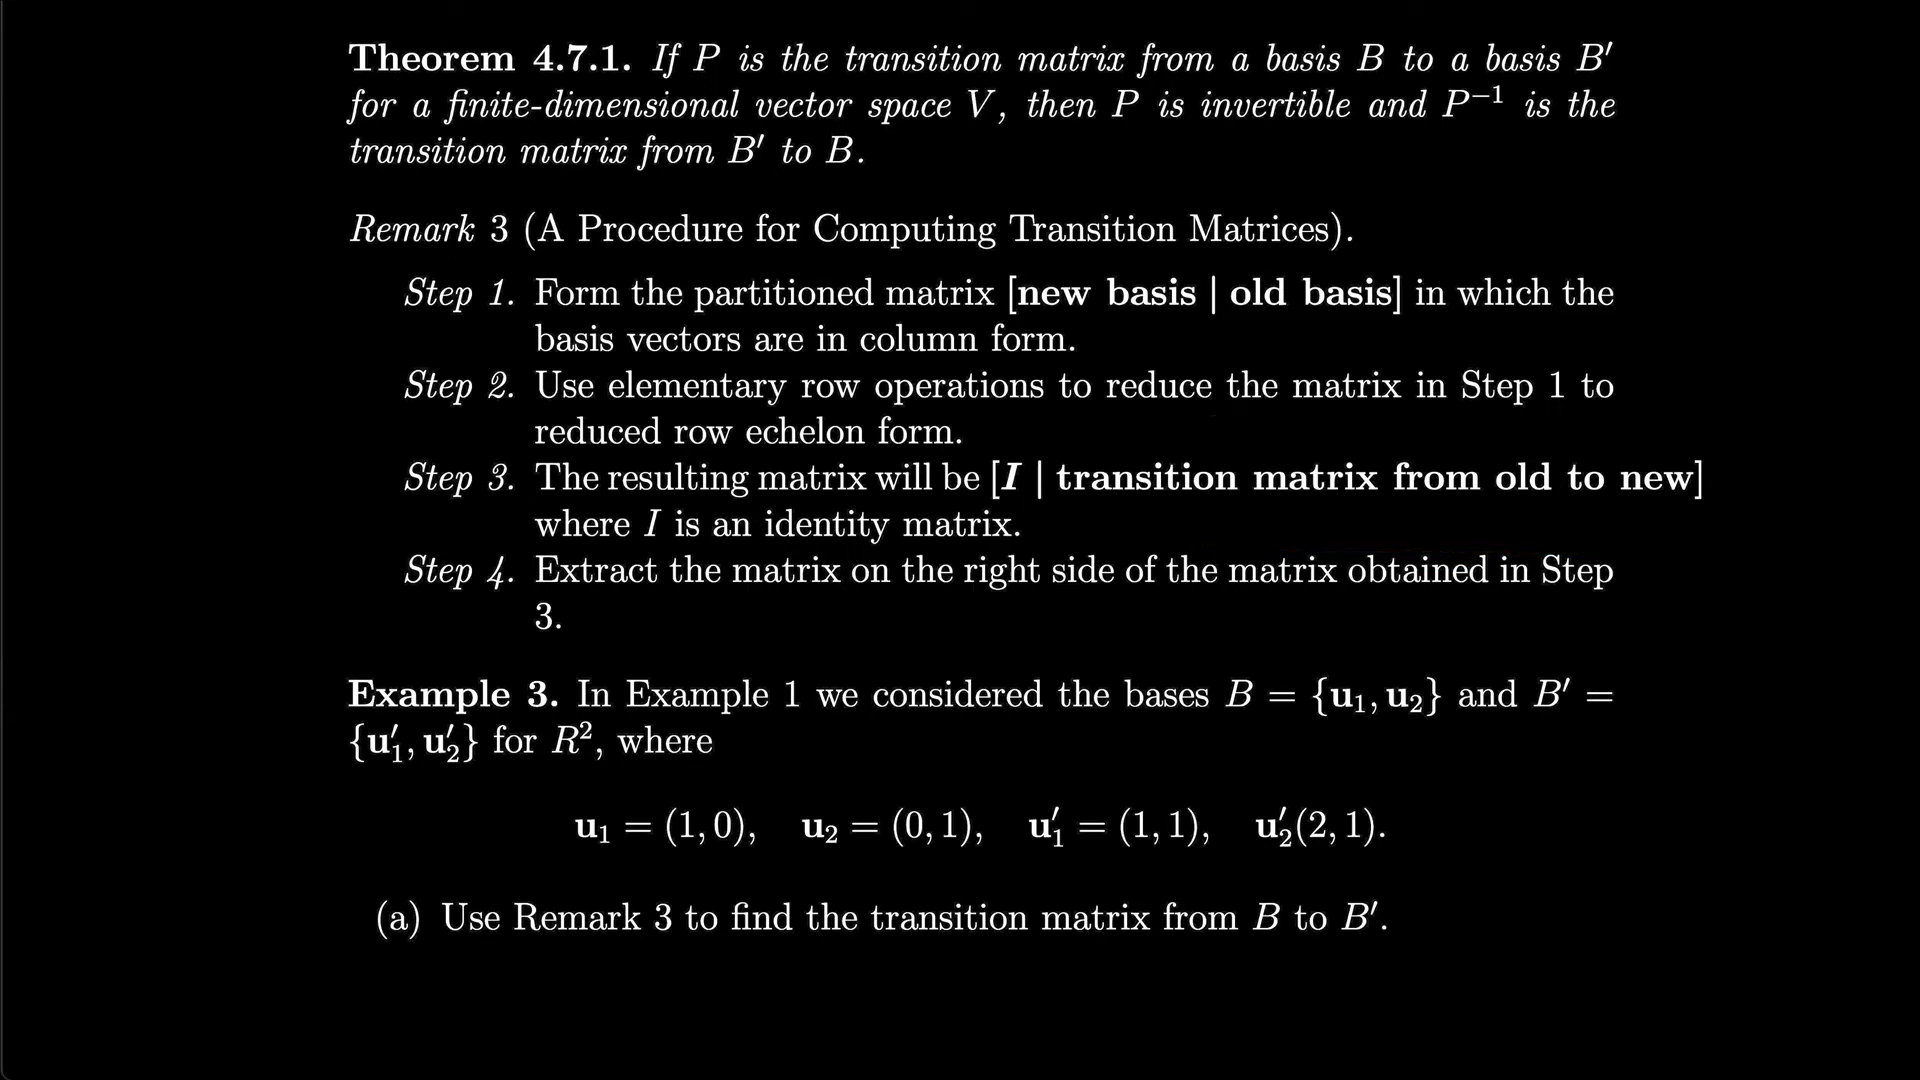 Theorem 4.7.1. If P is the transition matrix from a basis B to a basis B′
for a finite-dimensional vector space V, then P is invertible and P⁻¹ is the
transition matrix from B′ to B.
Remark 3 (A Procedure for Computing Transition Matrices).
Step 1. Form the partitioned matrix [new basis | old basis] in which the
basis vectors are in column form.
Step 2. Use elementary row operations to reduce the matrix in Step 1 to
reduced row echelon form.
Step 3. The resulting matrix will be [I | transition matrix from old to new]
where I is an identity matrix.
Step 4. Extract the matrix on the right side of the matrix obtained in Step
3.
Example 3. In Example 1 we considered the bases B = {u₁, u₂} and B′ =
{u′₁, u′₂} for R², where
u₁ = (1, 0), u₂ = (0, 1), u′₁ = (1, 1), u′₂(2, 1).
(a) Use Remark 3 to find the transition matrix from B to B′.